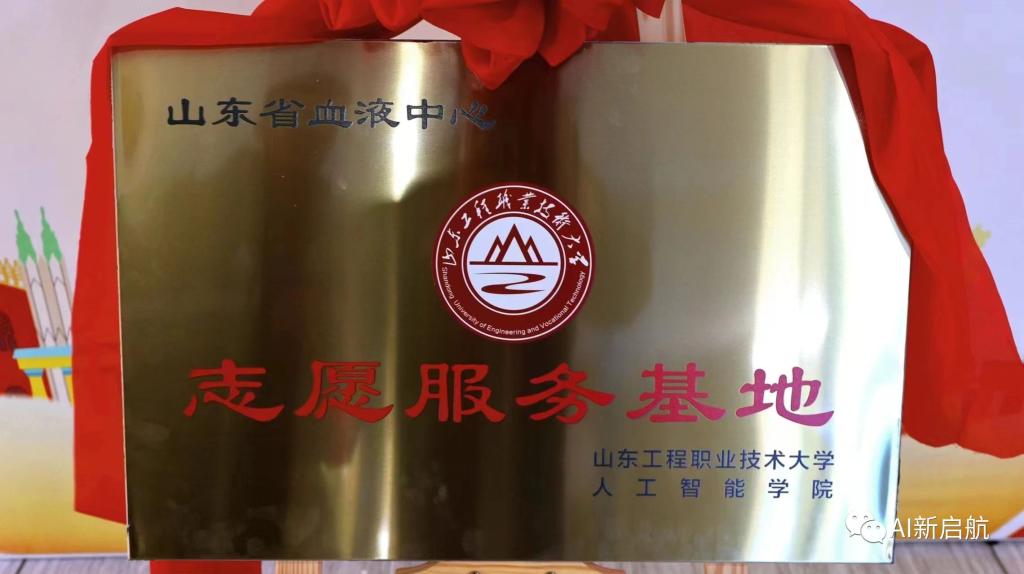 山东省血液中心
山东工程职業技術大学
Shandong University of Engineering and Vocational Technology
志愿服务基地
山东工程职业技术大学
人工智能学院
AI新启航